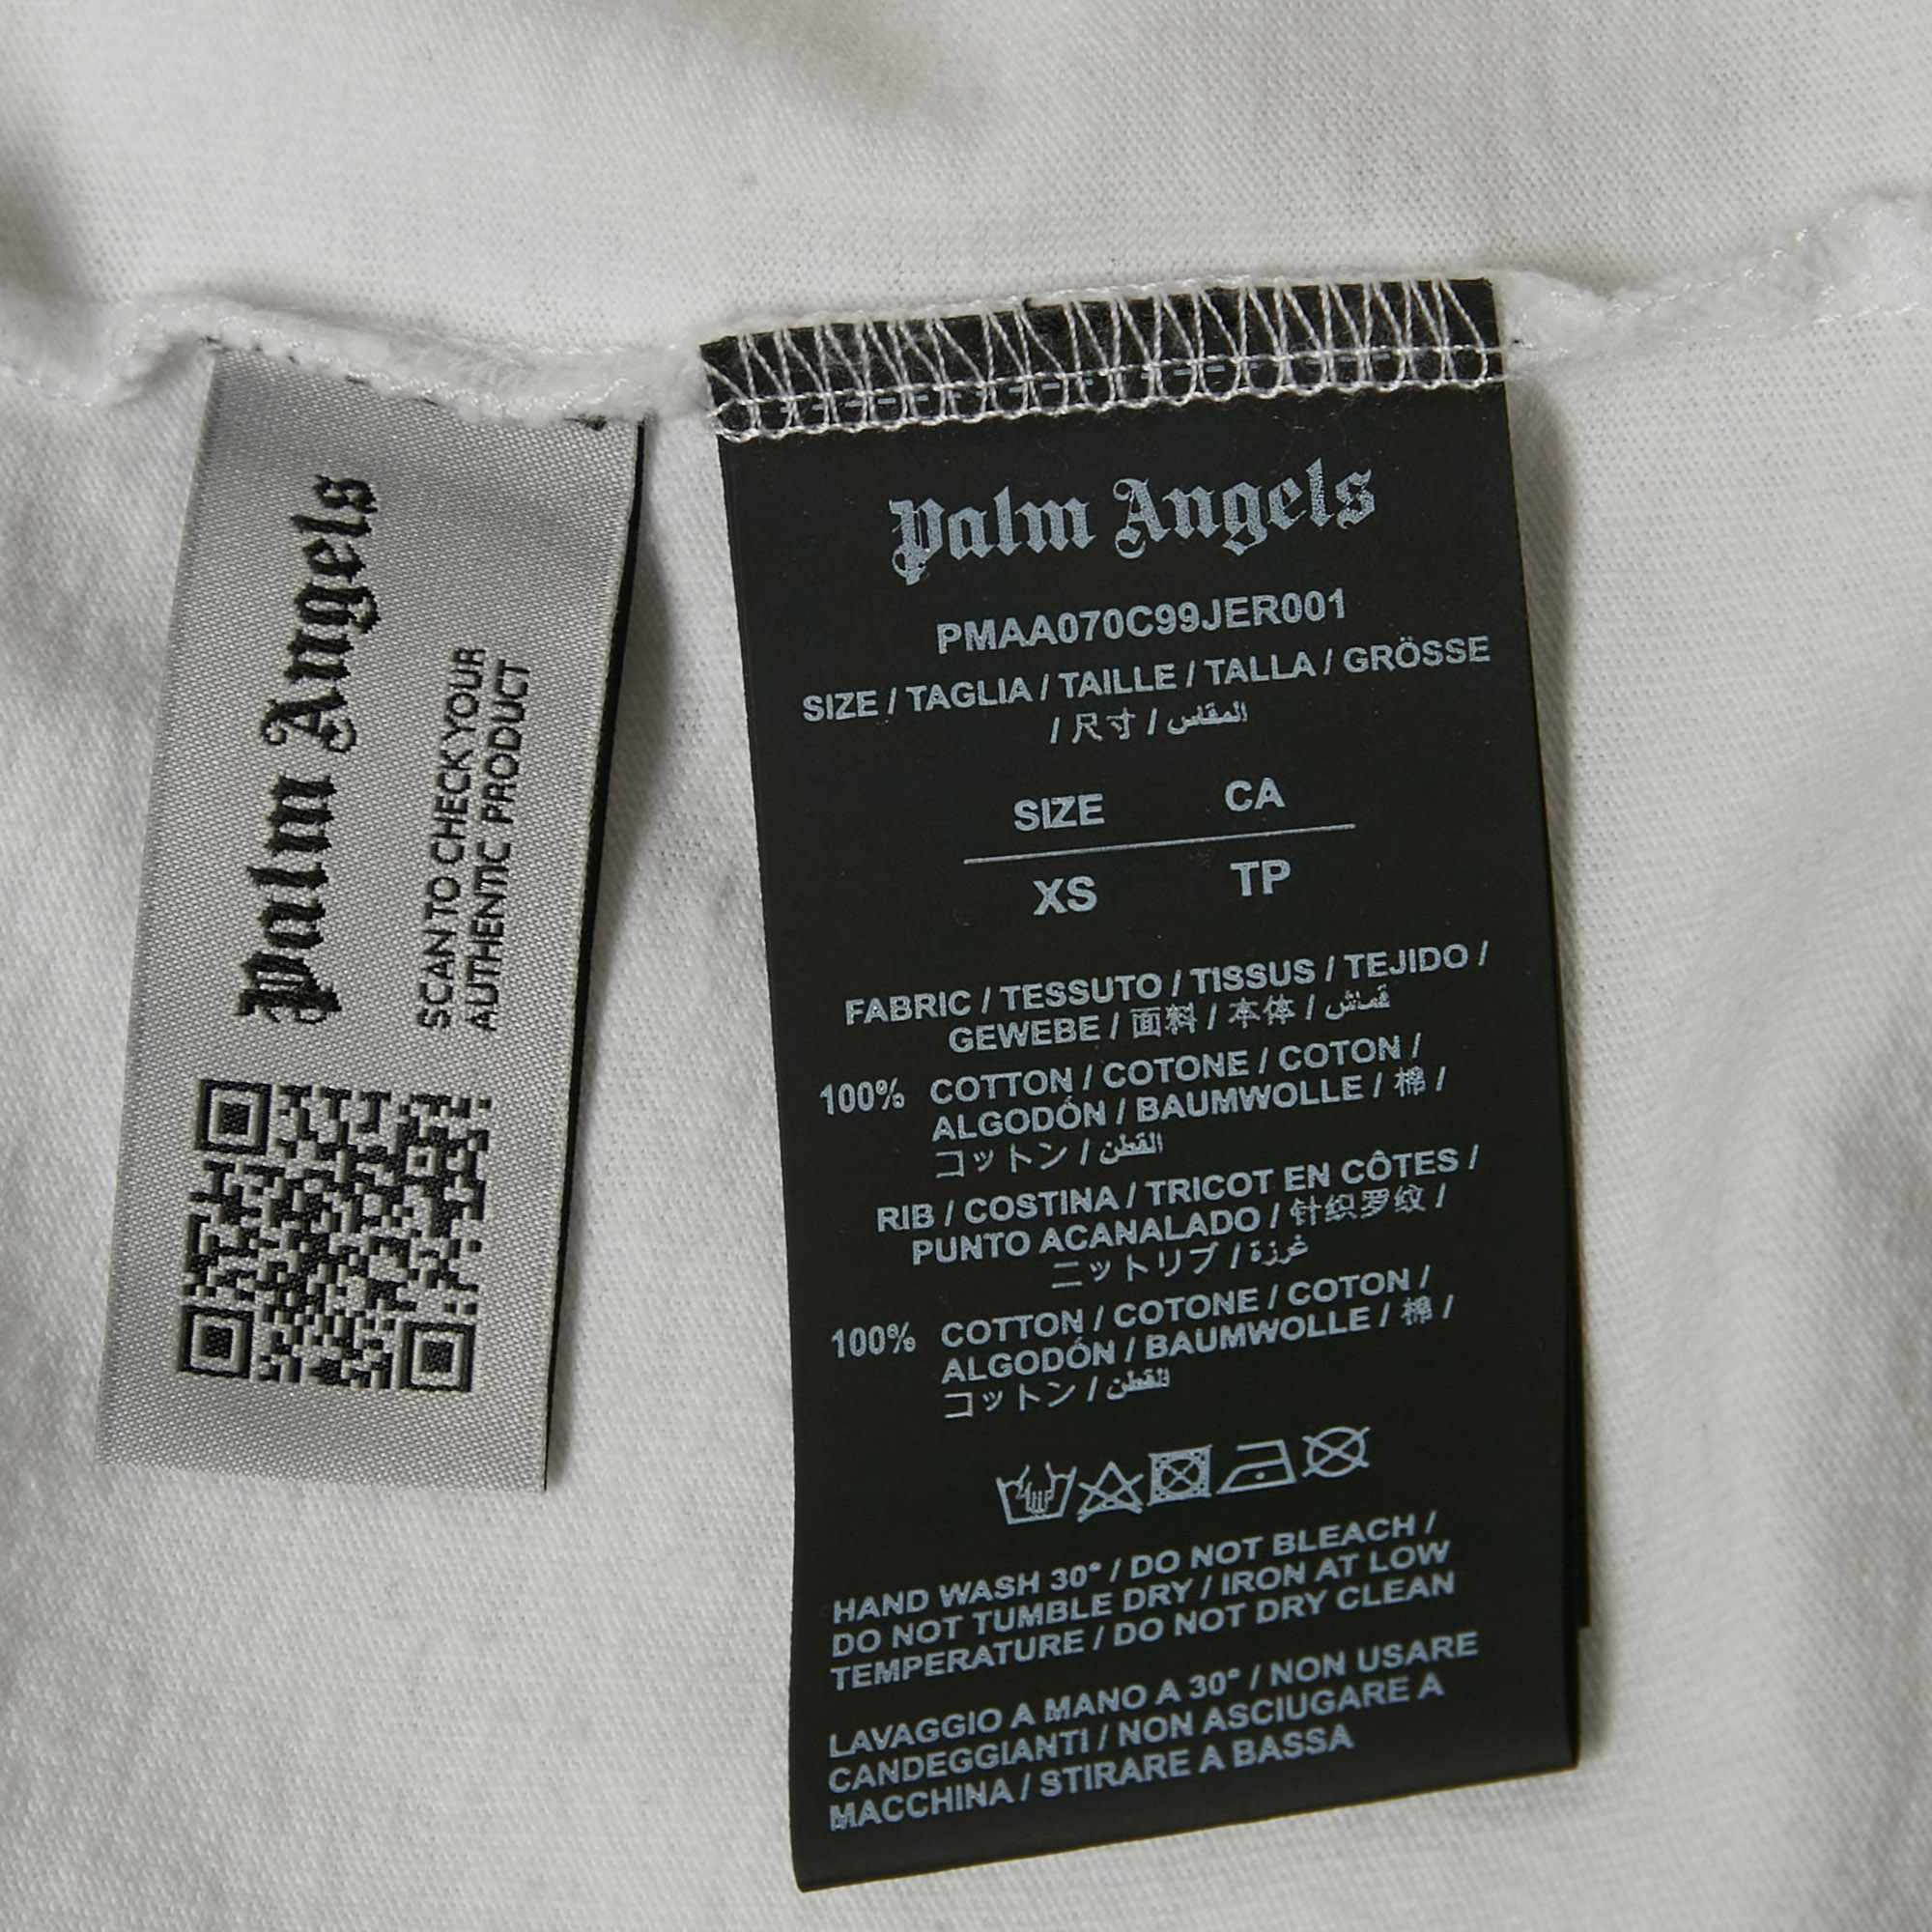 Palm Angels
SCAN TO CHECK YOUR
AUTHENTIC PRODUCT
Palm Angels
PMAA070C99JER001
SIZE / TAGLIA / TAILLE / TALLA / GRÖSSE
/ 尺寸 / المقاس
SIZE CA
XS TP
FABRIC / TESSUTO / TISSUS / TEJIDO /
GEWEBE / 面料 / 本体 / قماش
100% COTTON / COTONE / COTON /
ALGODÓN / BAUMWOLLE / 棉 /
コットン / القطن
RIB / COSTINA / TRICOT EN CÔTES /
PUNTO ACANALADO / 针织罗纹 /
ニットリブ / غرزة
100% COTTON / COTONE / COTON /
ALGODÓN / BAUMWOLLE / 棉 /
コットン / القطن
HAND WASH 30° / DO NOT BLEACH /
DO NOT TUMBLE DRY / IRON AT LOW
TEMPERATURE / DO NOT DRY CLEAN
LAVAGGIO A MANO A 30° / NON USARE
CANDEGGIANTI / NON ASCIUGARE A
MACCHINA / STIRARE A BASSA